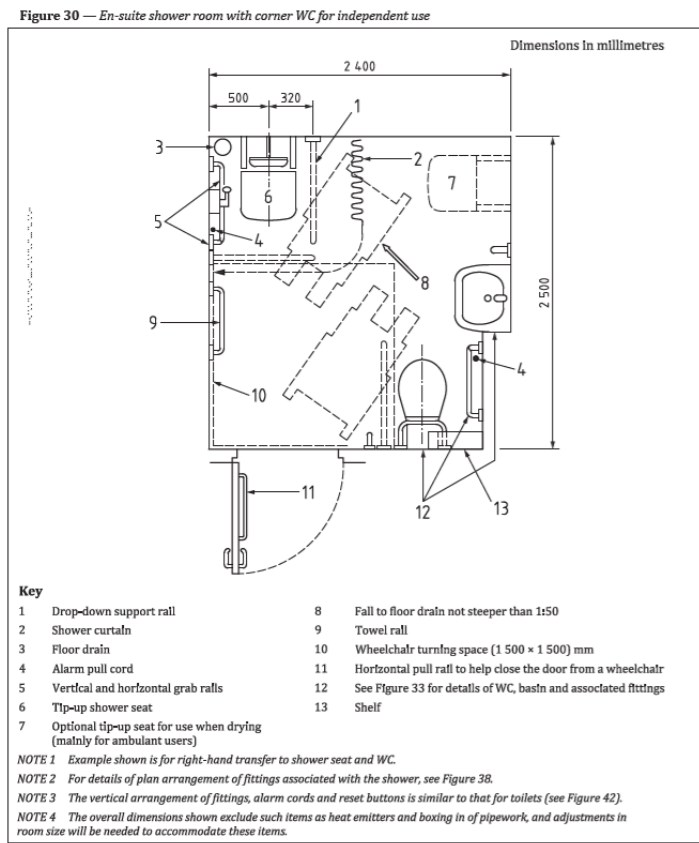 Figure 30 — En-suite shower room with corner WC for independent use
Dimensions in millimetres
2 400
500
320
1
3
2
7
6
5
4
8
2 500
9
4
10
11
12
13
Key
1 Drop-down support rail
2 Shower curtain
3 Floor drain
4 Alarm pull cord
5 Vertical and horizontal grab rails
6 Tip-up shower seat
7 Optional tip-up seat for use when drying
(mainly for ambulant users)
8 Fall to floor drain not steeper than 1:50
9 Towel rail
10 Wheelchair turning space (1 500 × 1 500) mm
11 Horizontal pull rail to help close the door from a wheelchair
12 See Figure 33 for details of WC, basin and associated fittings
13 Shelf
NOTE 1 Example shown is for right-hand transfer to shower seat and WC.
NOTE 2 For details of plan arrangement of fittings associated with the shower, see Figure 38.
NOTE 3 The vertical arrangement of fittings, alarm cords and reset buttons is similar to that for toilets (see Figure 42).
NOTE 4 The overall dimensions shown exclude such items as heat emitters and boxing in of pipework, and adjustments in
room size will be needed to accommodate these items.